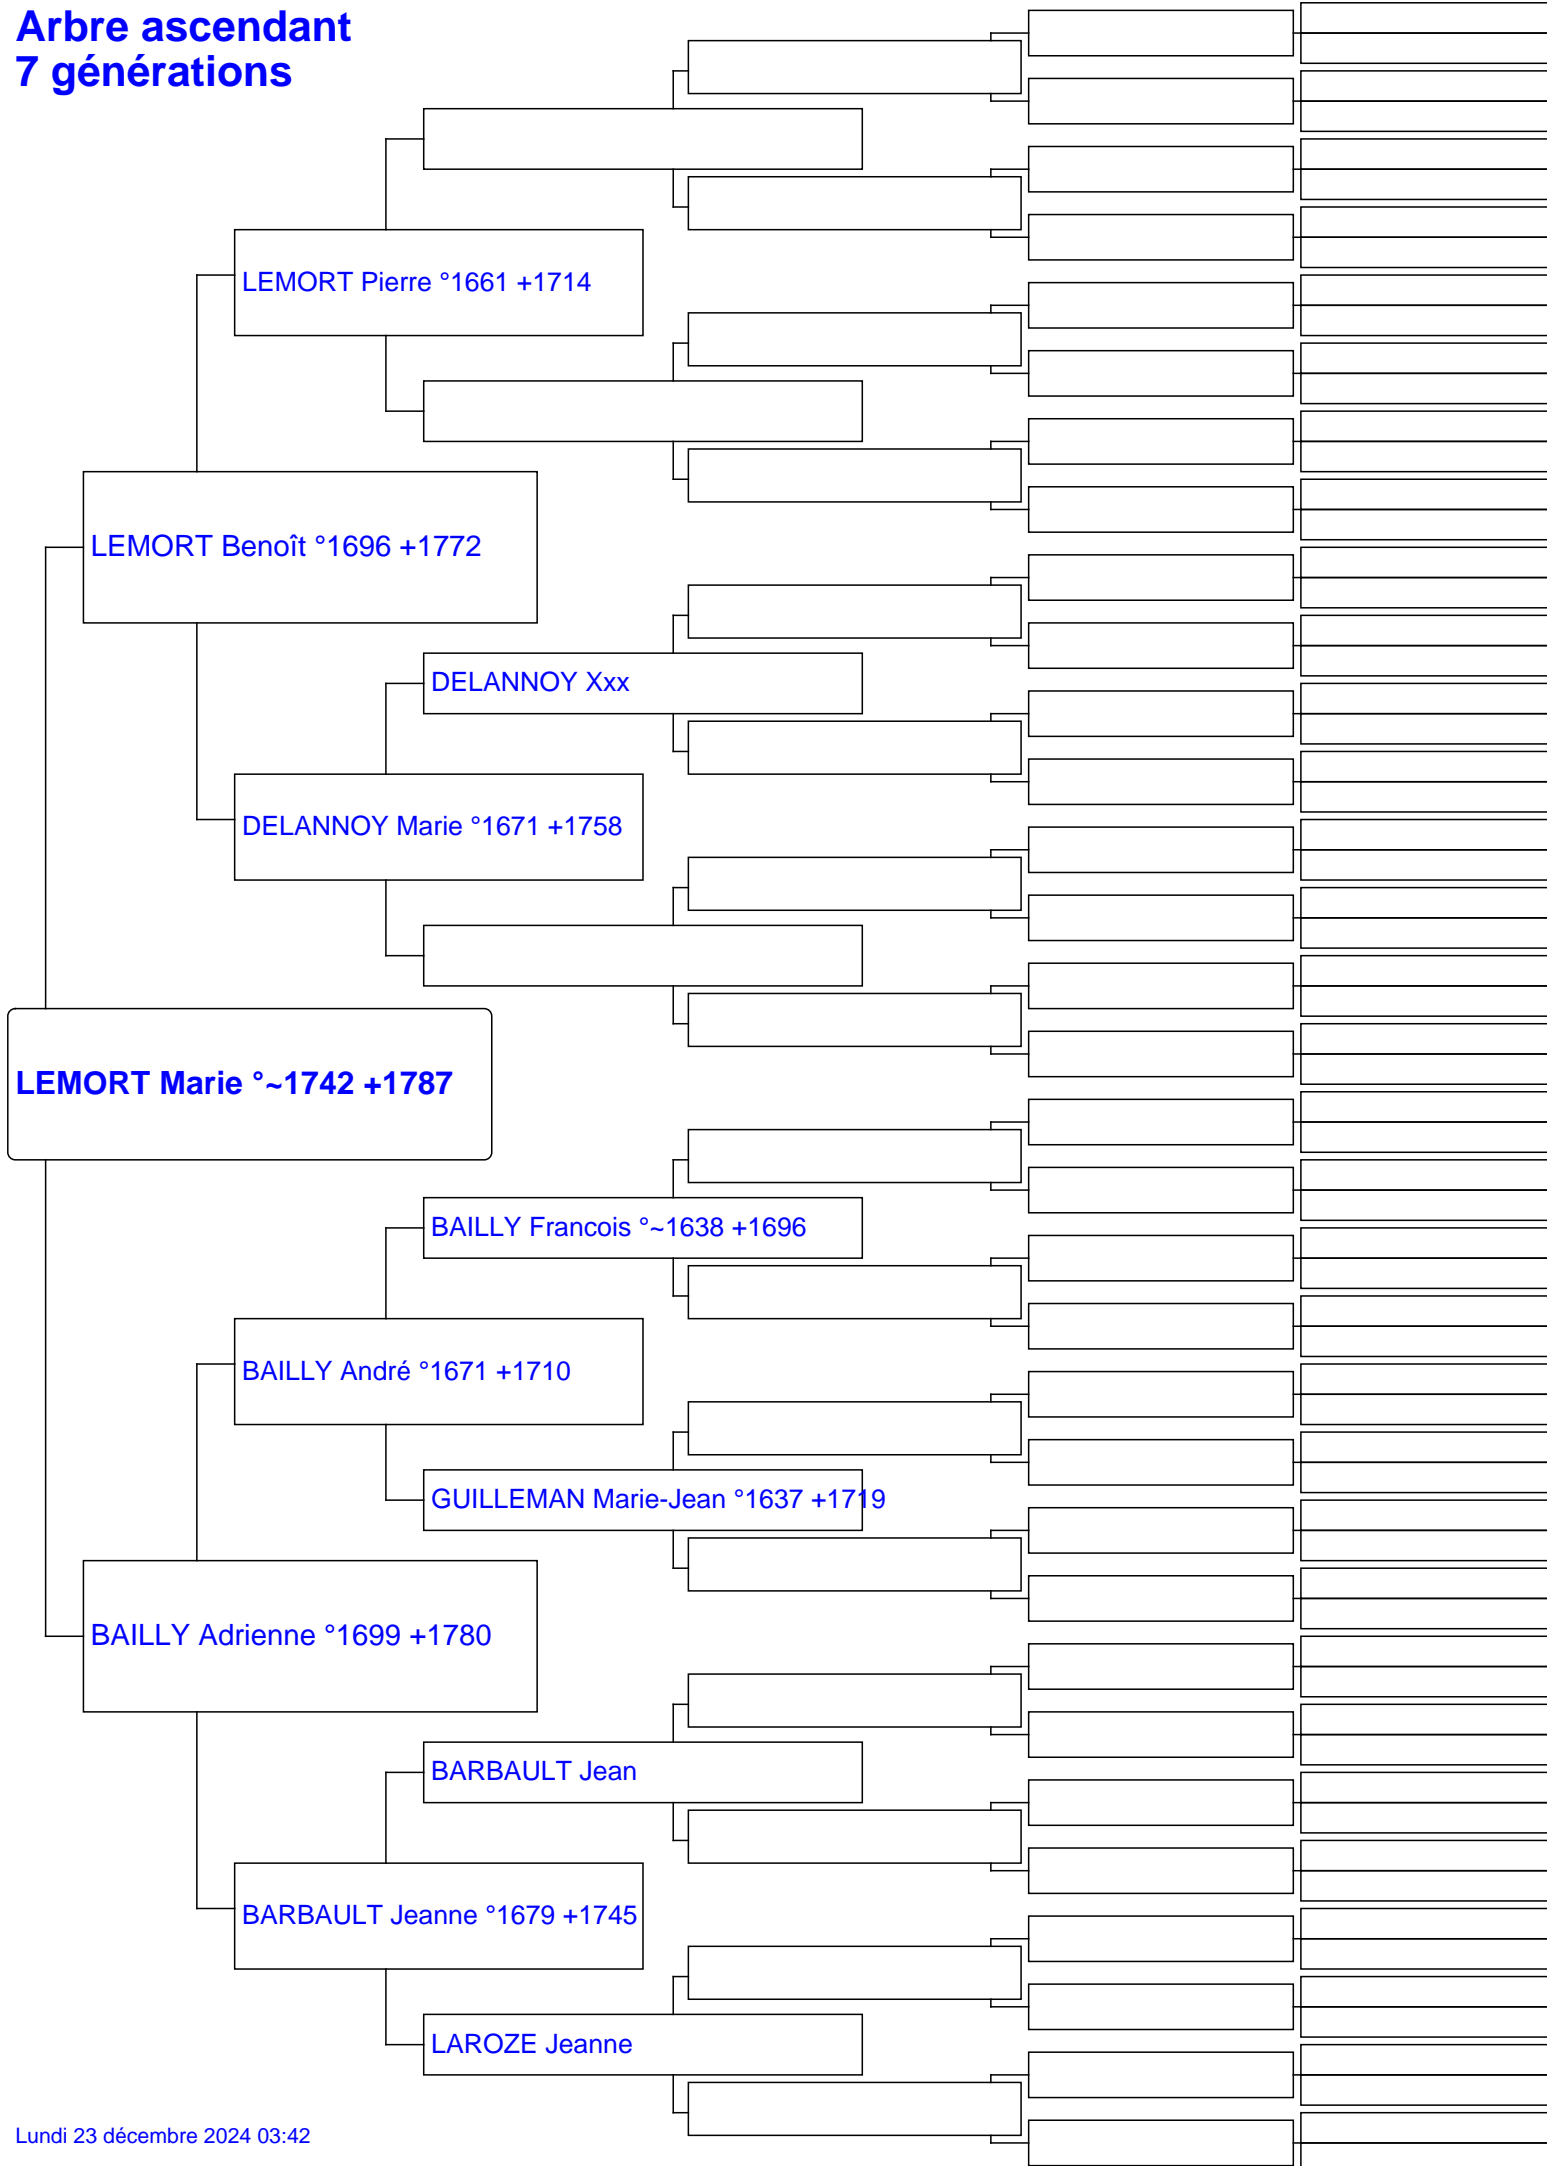 Arbre ascendant
7 générations
LEMORT Pierre °1661 +1714
LEMORT Benoît °1696 +1772
DELANNOY Xxx
DELANNOY Marie °1671 +1758
LEMORT Marie °~1742 +1787
BAILLY Francois °~1638 +1696
BAILLY André °1671 +1710
GUILLEMAN Marie-Jean °1637 +1719
BAILLY Adrienne °1699 +1780
BARBAULT Jean
BARBAULT Jeanne °1679 +1745
LAROZE Jeanne
Lundi 23 décembre 2024 03:42